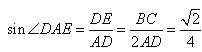 sin∠DAE = DE/AD = BC/2AD = √2/4